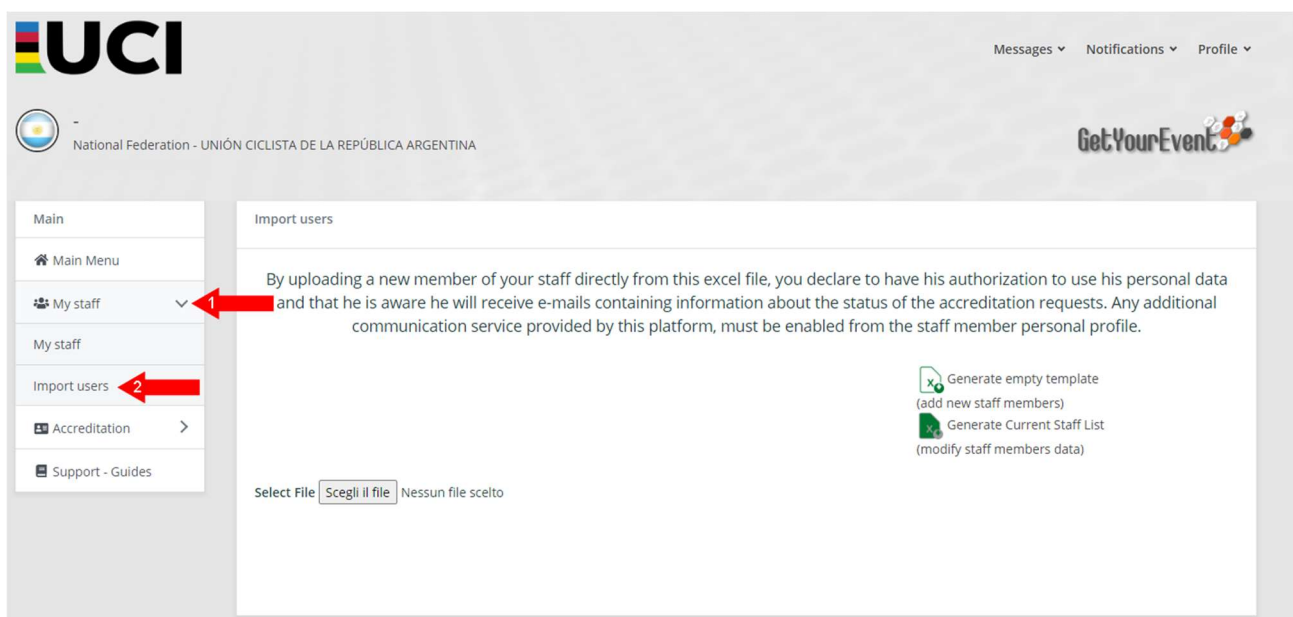 UCI
Messages Notifications Profile
-
National Federation - UNIÓN CICLISTA DE LA REPÚBLICA ARGENTINA
GetYourEvent
Main
Main Menu
My staff 1
My staff
Import users 2
Accreditation
Support - Guides
Import users
By uploading a new member of your staff directly from this excel file, you declare to have his authorization to use his personal data
and that he is aware he will receive e-mails containing information about the status of the accreditation requests. Any additional
communication service provided by this platform, must be enabled from the staff member personal profile.
Generate empty template
(add new staff members)
Generate Current Staff List
(modify staff members data)
Select File Scegli il file Nessun file scelto